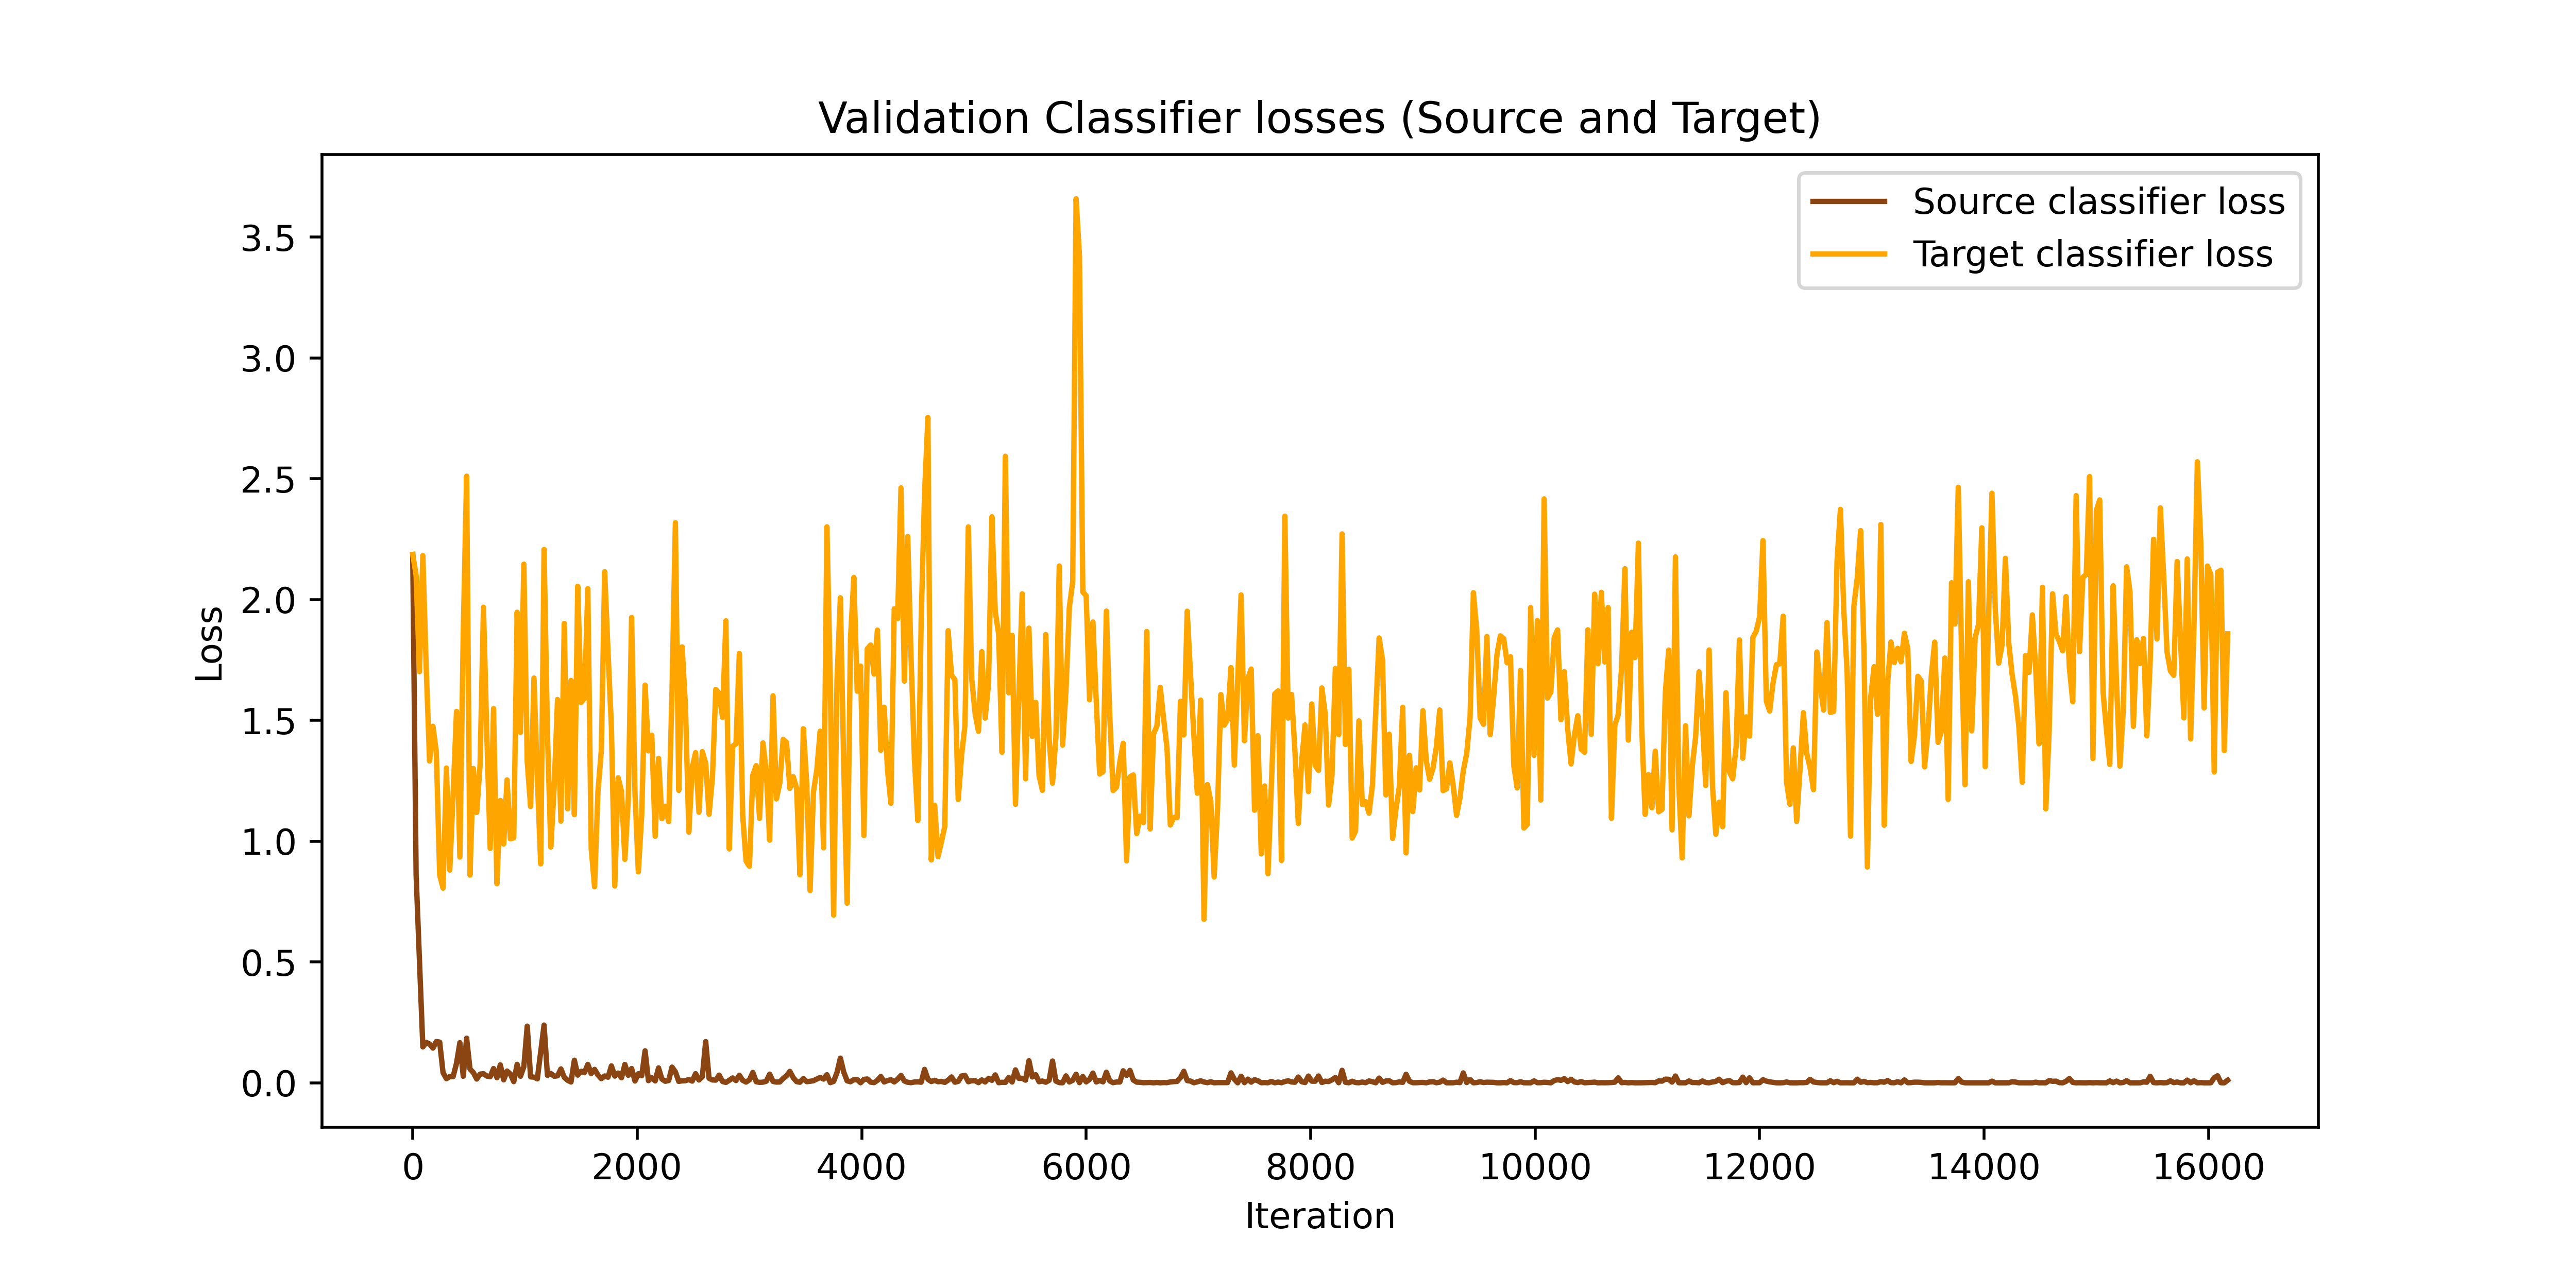 Validation Classifier losses (Source and Target)
Source classifier loss
Target classifier loss
3.5
3.0
2.5
2.0
1.5
1.0
0.5
0.0
Loss
0 2000 4000 6000 8000 10000 12000 14000 16000
Iteration